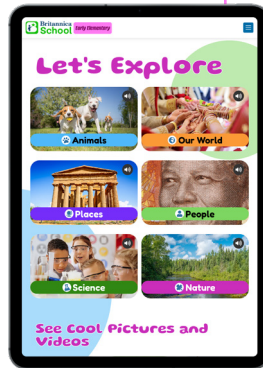 Britannica
School
Early Elementary
Let's Explore
Animals
Our World
Places
People
Science
Nature
See Cool Pictures and
Videos